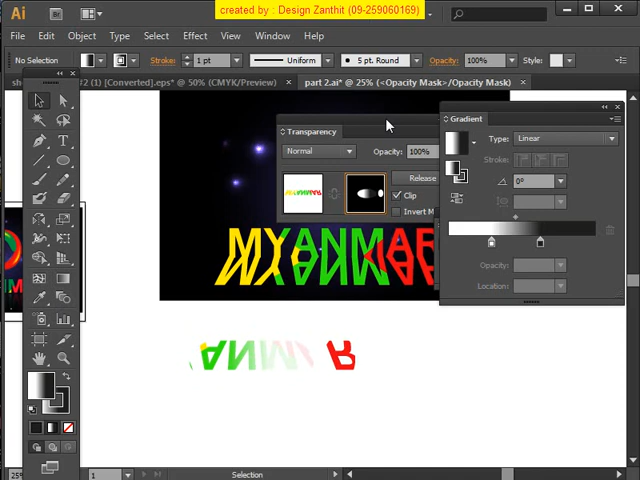 created by : Design Zanthit (09-259060169)
Ai
Br
File Edit Object Type Select Effect View Window Help
No Selection
Stroke: 1 pt
Uniform
5 pt. Round
Opacity: 100%
Style:
#2 [Converted].eps* @ 50% (CMYK/Preview) ×
part 2.ai* @ 25% (<Opacity Mask>/Opacity Mask) ×
Transparency
Normal
Opacity: 100%
Release
Clip
Invert M
Gradient
Type: Linear
Stroke:
0°
Opacity:
Location:
MYANMAR
1
Selection